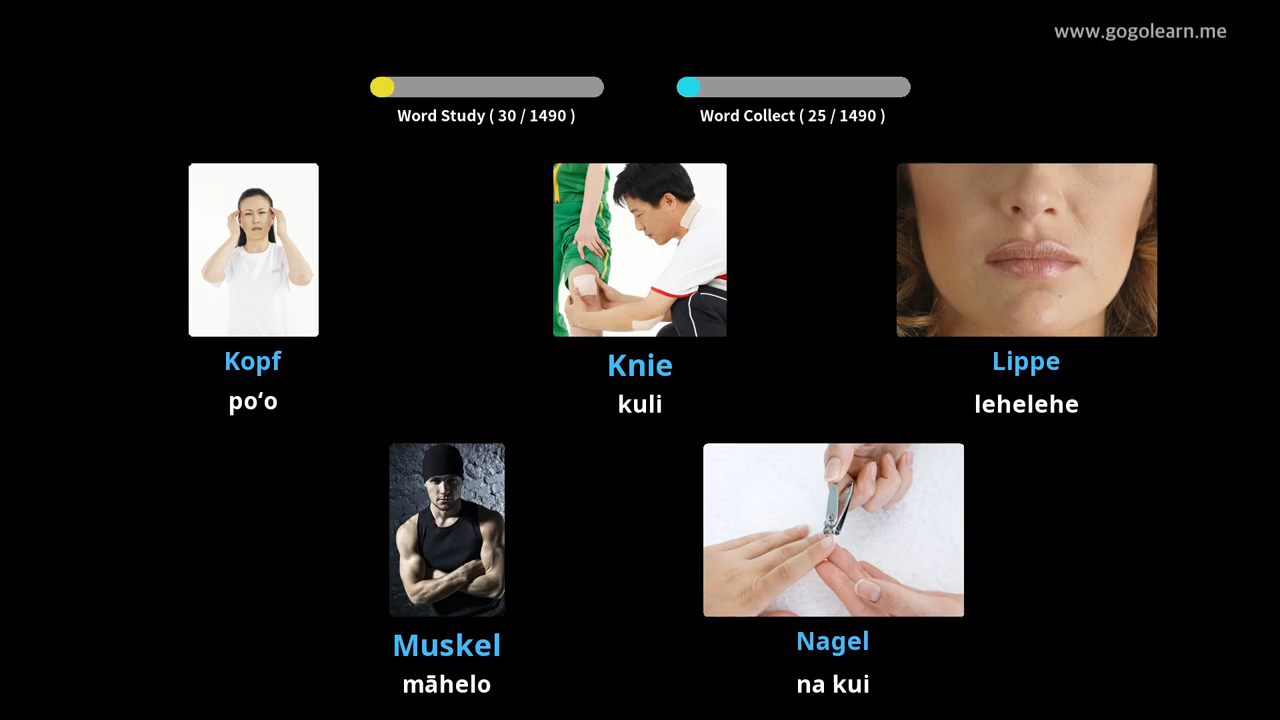 www.gogolearn.me
Word Study ( 30 / 1490 )
Word Collect ( 25 / 1490 )
Kopf
poʻo
Knie
kuli
Lippe
lehelehe
Muskel
māhelo
Nagel
na kui